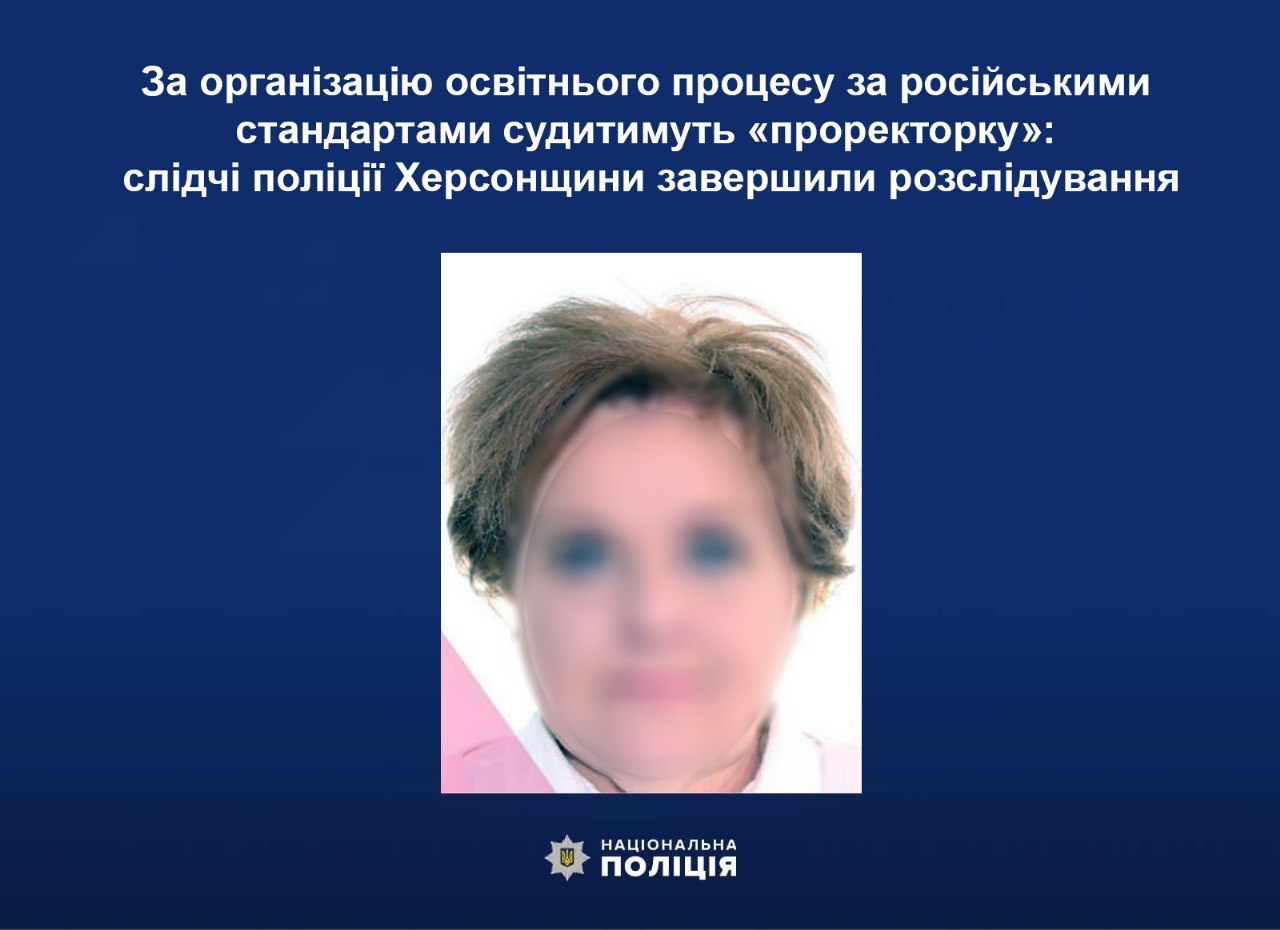 За організацію освітнього процесу за російськими
стандартами судитимуть «проректорку»:
слідчі поліції Херсонщини завершили розслідування
НАЦІОНАЛЬНА
ПОЛІЦІЯ